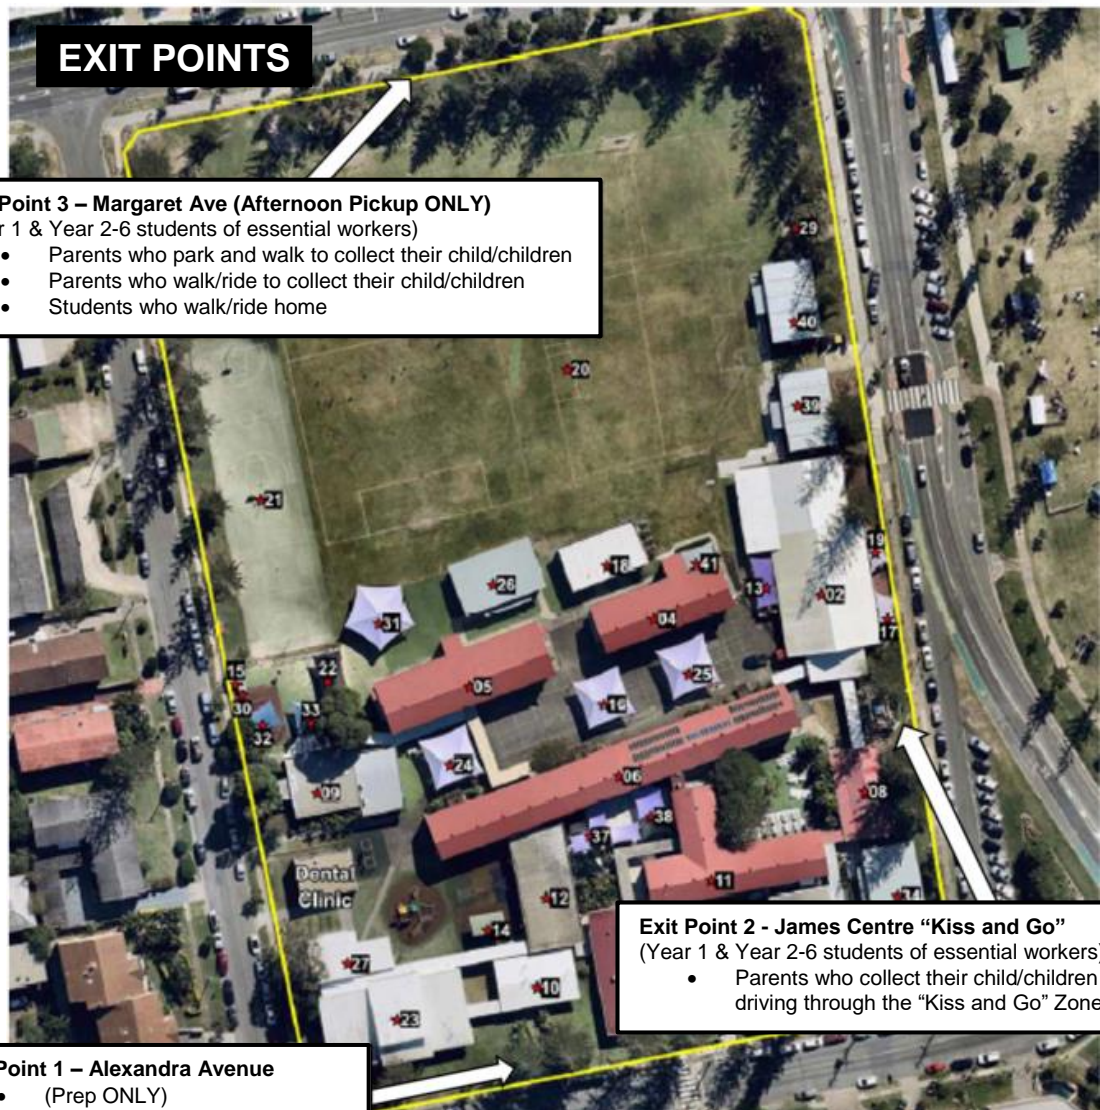 EXIT POINTS
Point 3 – Margaret Ave (Afternoon Pickup ONLY)
r 1 & Year 2-6 students of essential workers)
• Parents who park and walk to collect their child/children
• Parents who walk/ride to collect their child/children
• Students who walk/ride home
29
40
20
39
21
19
18
41
26
13
02
31
04
17
15
22
25
05
30
16
33
32
24
06
09
08
38
37
Dental
Clinic
11
12
14
Exit Point 2 - James Centre “Kiss and Go”
(Year 1 & Year 2-6 students of essential workers)
• Parents who collect their child/children
driving through the “Kiss and Go” Zone
27
10
23
Point 1 – Alexandra Avenue
• (Prep ONLY)